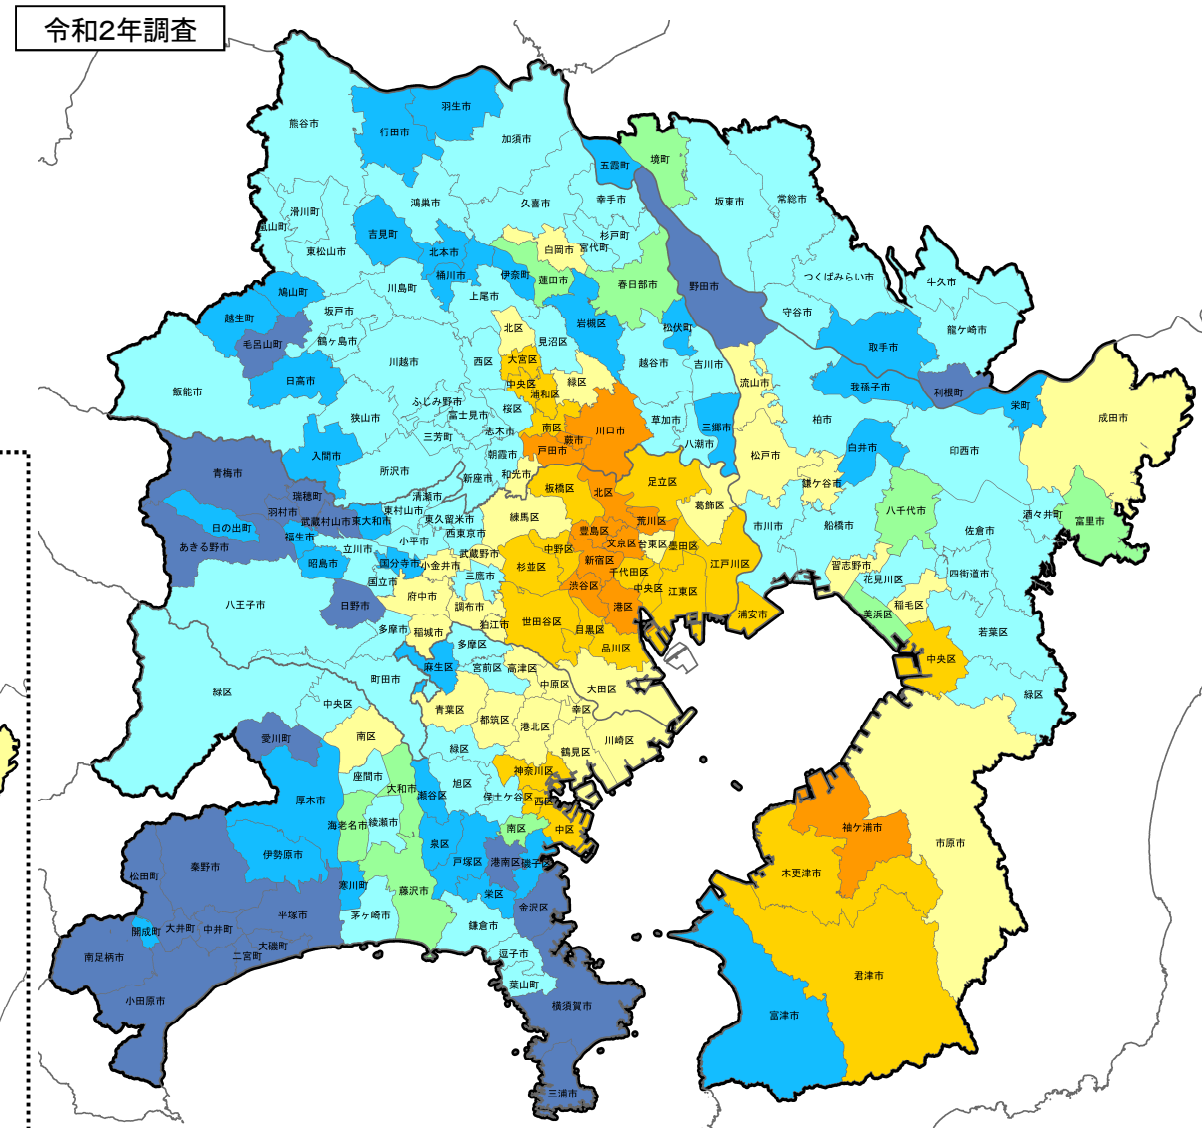 令和2年調査
熊谷市
行田市
羽生市
加須市
五霞町
境町
坂東市
常総市
滑川町
嵐山町
東松山市
鴻巣市
久喜市
幸手市
杉戸町
宮代町
吉見町
北本市
桶川市
白岡市
伊奈町
蓮田市
春日部市
野田市
つくばみらい市
牛久市
守谷市
龍ケ崎市
取手市
利根町
我孫子市
栄町
成田市
鳩山町
越生町
毛呂山町
川島町
坂戸市
鶴ヶ島市
上尾市
川越市
日高市
飯能市
北区
見沼区
岩槻区
松伏町
越谷市
吉川市
西区
大宮区
中央区
浦和区
緑区
桜区
南区
ふじみ野市
富士見市
三芳町
志木市
狭山市
入間市
所沢市
朝霞市
新座市
和光市
川口市
蕨市
戸田市
草加市
八潮市
三郷市
流山市
松戸市
柏市
鎌ケ谷市
白井市
印西市
船橋市
市川市
八千代市
佐倉市
酒々井町
富里市
四街道市
習志野市
花見川区
稲毛区
美浜区
若葉区
中央区
緑区
浦安市
青梅市
瑞穂町
羽村市
日の出町
あきる野市
福生市
武蔵村山市
東大和市
清瀬市
東村山市
東久留米市
西東京市
小平市
立川市
昭島市
国分寺市
小金井市
武蔵野市
国立市
三鷹市
府中市
調布市
狛江市
稲城市
多摩市
日野市
八王子市
町田市
板橋区
練馬区
北区
足立区
葛飾区
荒川区
豊島区
文京区
台東区
墨田区
江戸川区
中野区
杉並区
新宿区
千代田区
中央区
江東区
渋谷区
港区
世田谷区
目黒区
品川区
大田区
多摩区
麻生区
宮前区
高津区
中原区
幸区
川崎区
緑区
中央区
南区
青葉区
都筑区
港北区
鶴見区
緑区
神奈川区
旭区
保土ケ谷区
西区
中区
瀬谷区
南区
泉区
戸塚区
港南区
磯子区
栄区
金沢区
愛川町
座間市
大和市
厚木市
海老名市
綾瀬市
伊勢原市
寒川町
藤沢市
茅ヶ崎市
鎌倉市
逗子市
葉山町
横須賀市
三浦市
秦野市
松田町
開成町
大井町
中井町
平塚市
大磯町
二宮町
南足柄市
小田原市
袖ケ浦市
市原市
木更津市
君津市
富津市